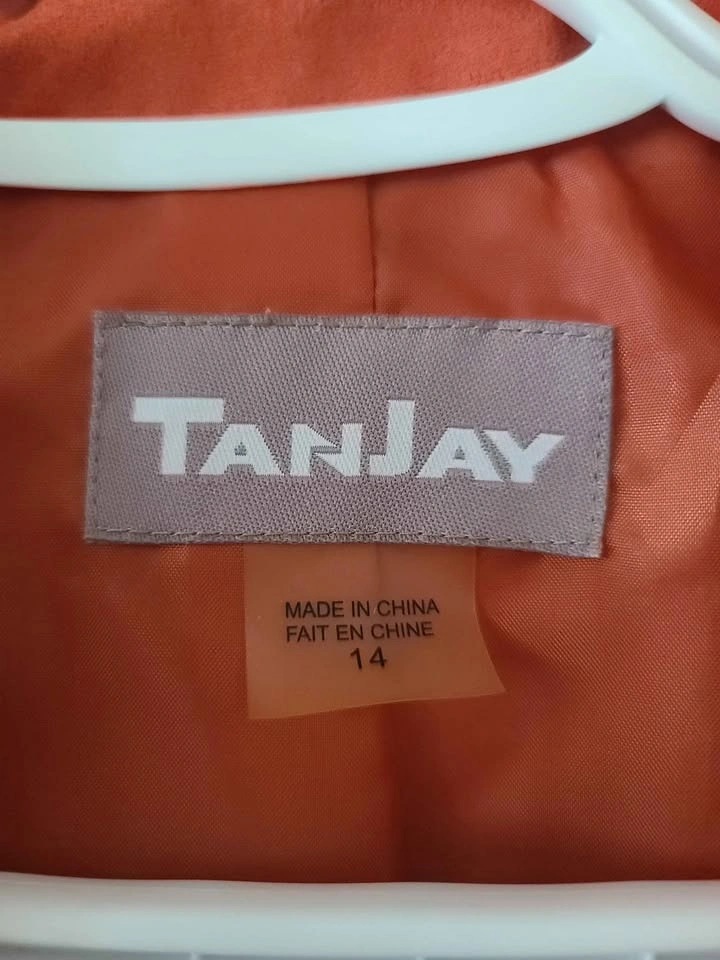 TANJAY
MADE IN CHINA
FAIT EN CHINE
14